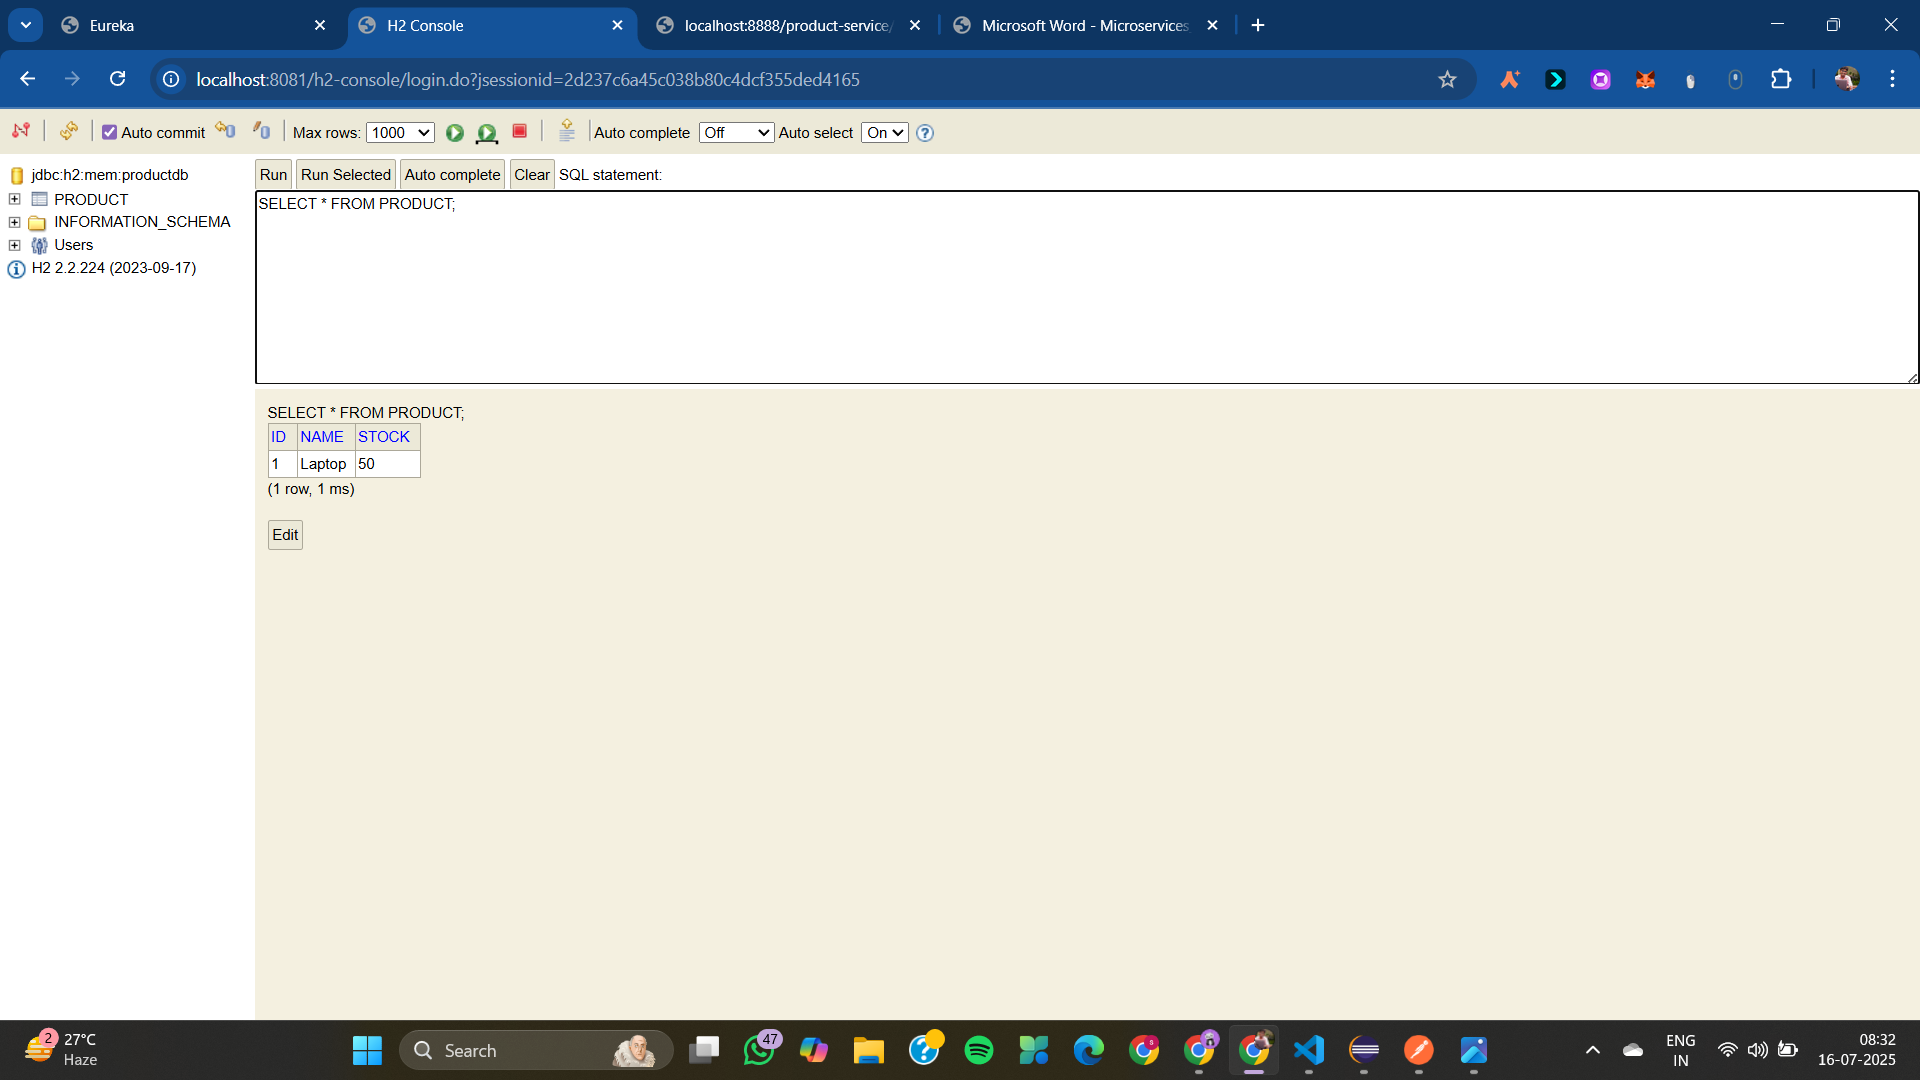 Eureka
H2 Console
localhost:8888/product-service/
Microsoft Word - Microservices
localhost:8081/h2-console/login.do?jsessionid=2d237c6a45c038b80c4dcf355ded4165
Auto commit
Max rows: 1000
Auto complete Off
Auto select On
jdbc:h2:mem:productdb
PRODUCT
INFORMATION_SCHEMA
Users
H2 2.2.224 (2023-09-17)
Run
Run Selected
Auto complete
Clear
SQL statement:
SELECT * FROM PRODUCT;
SELECT * FROM PRODUCT;
ID NAME STOCK
1 Laptop 50
(1 row, 1 ms)
Edit
2
27°C
Haze
Search
47
S
ENG
IN
08:32
16-07-2025